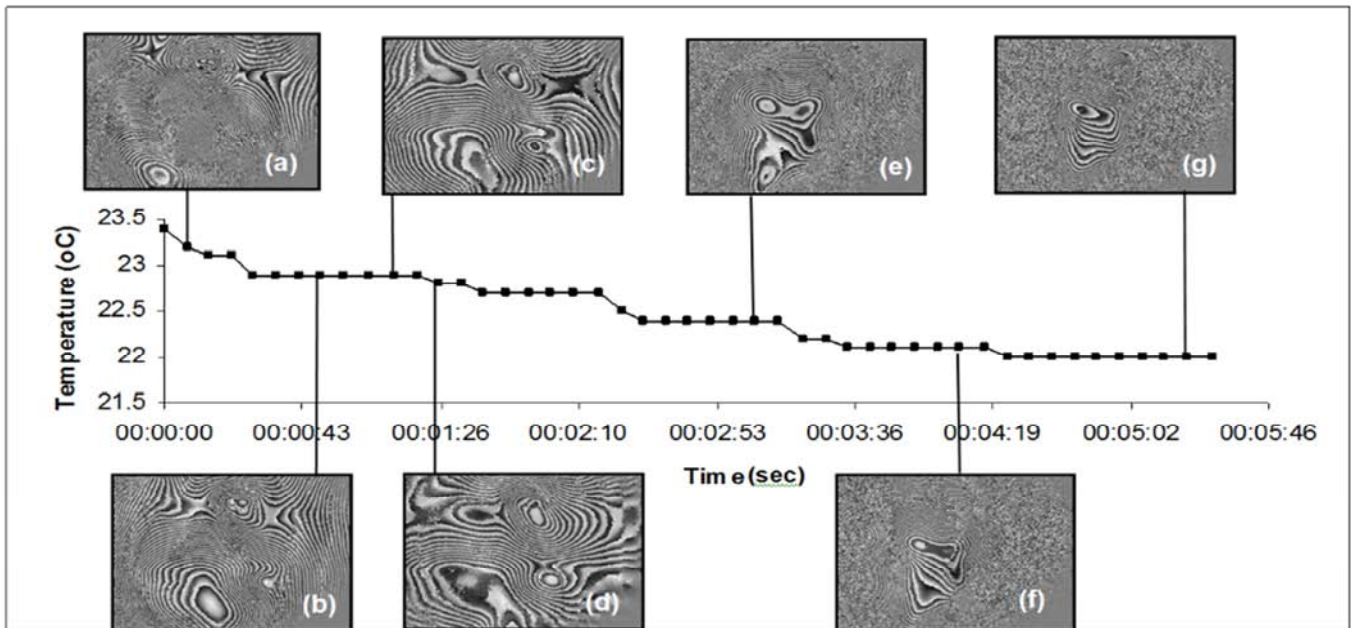 (a)
(c)
(e)
(g)
Temperature (oC)
23.5
23
22.5
22
21.5
00:00:00 00:00:43 00:01:26 00:02:10 00:02:53 00:03:36 00:04:19 00:05:02 00:05:46
Time (sec)
(b)
(d)
(f)